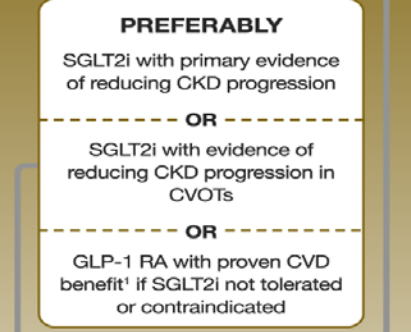 PREFERABLY
SGLT2i with primary evidence
of reducing CKD progression
OR
SGLT2i with evidence of
reducing CKD progression in
CVOTs
OR
GLP-1 RA with proven CVD
benefit¹ if SGLT2i not tolerated
or contraindicated